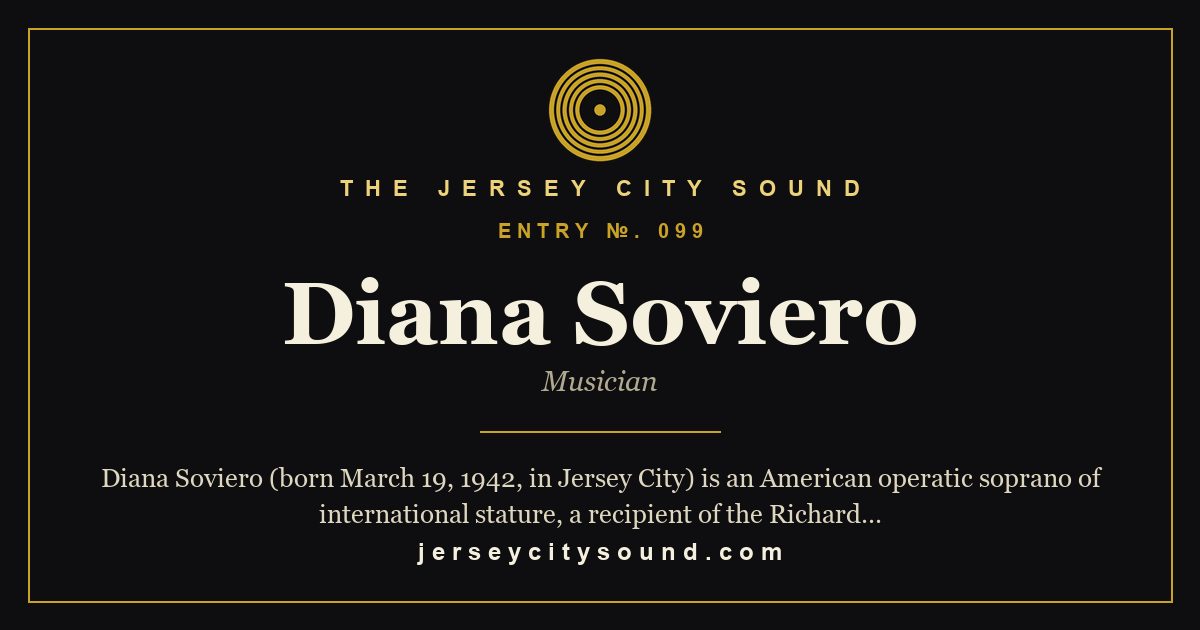 THE JERSEY CITY SOUND
ENTRY №. 099
Diana Soviero
Musician
Diana Soviero (born March 19, 1942, in Jersey City) is an American operatic soprano of
international stature, a recipient of the Richard...
jerseycitysound.com